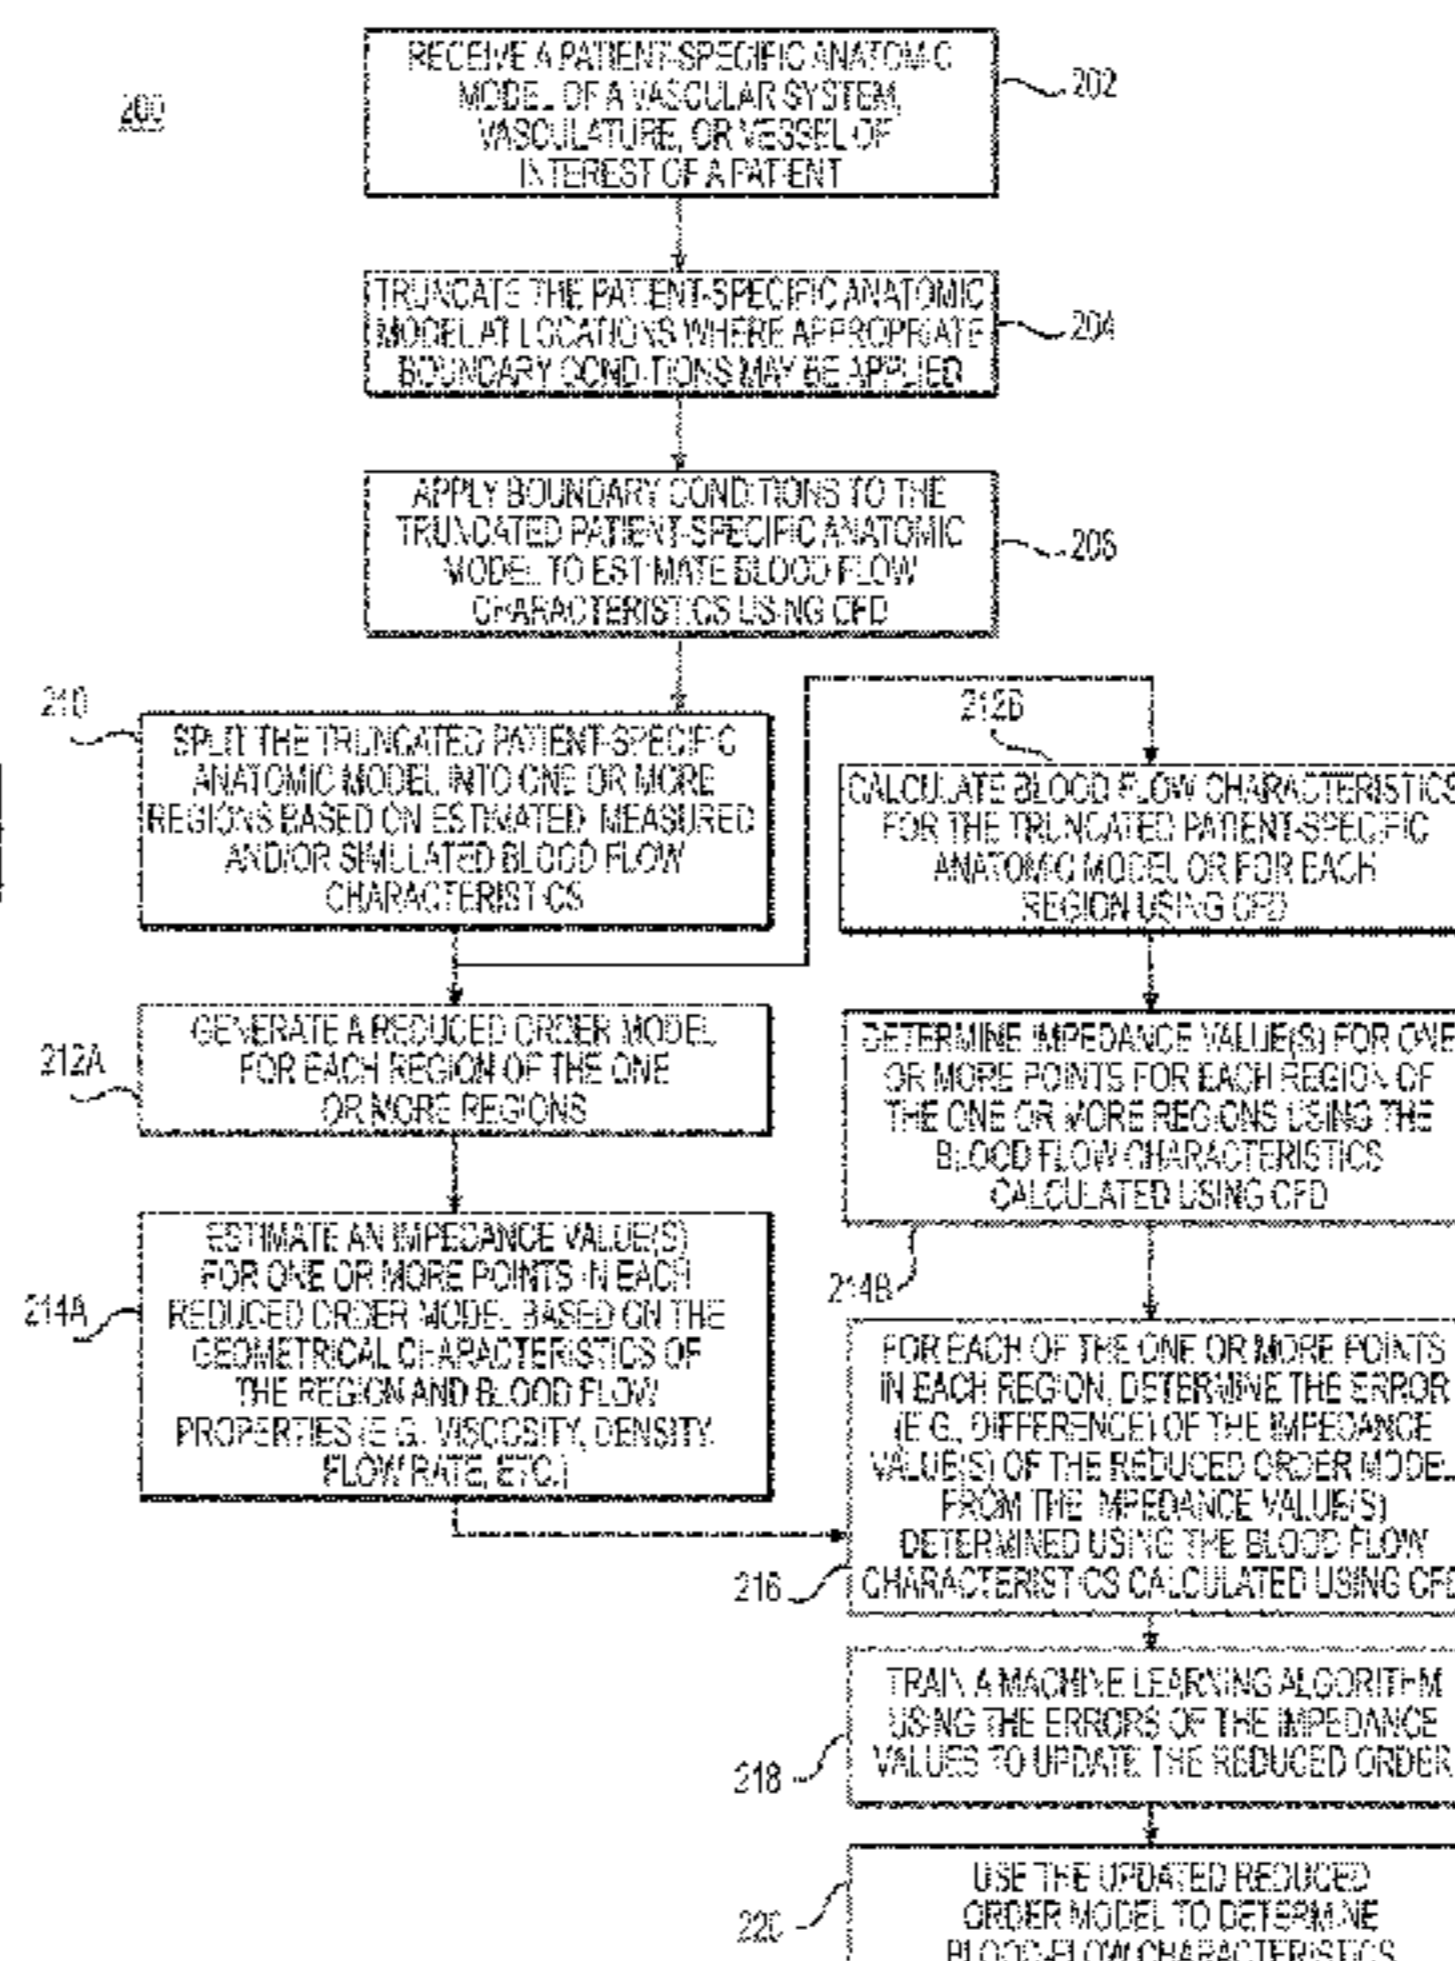 200
RECEIVE A PATIENT-SPECIFIC ANATOMIC
MODEL OF A VASCULAR SYSTEM,
VASCULATURE, OR VESSEL OF
INTEREST OF A PATIENT
202
TRUNCATE THE PATIENT-SPECIFIC ANATOMIC
MODEL AT LOCATIONS WHERE APPROPRIATE
BOUNDARY CONDITIONS MAY BE APPLIED
204
APPLY BOUNDARY CONDITIONS TO THE
TRUNCATED PATIENT-SPECIFIC ANATOMIC
MODEL TO ESTIMATE BLOOD FLOW
CHARACTERISTICS USING CFD
206
210
SPLIT THE TRUNCATED PATIENT-SPECIFIC
ANATOMIC MODEL INTO ONE OR MORE
REGIONS BASED ON ESTIMATED, MEASURED
AND/OR SIMULATED BLOOD FLOW
CHARACTERISTICS
212A
GENERATE A REDUCED ORDER MODEL
FOR EACH REGION OF THE ONE
OR MORE REGIONS
214A
ESTIMATE AN IMPEDANCE VALUE(S)
FOR ONE OR MORE POINTS IN EACH
REDUCED ORDER MODEL BASED ON THE
GEOMETRICAL CHARACTERISTICS OF
THE REGION AND BLOOD FLOW
PROPERTIES (E.G., VISCOSITY, DENSITY,
FLOW RATE, ETC.)
212B
CALCULATE BLOOD FLOW CHARACTERISTICS
FOR THE TRUNCATED PATIENT-SPECIFIC
ANATOMIC MODEL OR FOR EACH
REGION USING CFD
DETERMINE IMPEDANCE VALUE(S) FOR ONE
OR MORE POINTS FOR EACH REGION OF
THE ONE OR MORE REGIONS USING THE
BLOOD FLOW CHARACTERISTICS
CALCULATED USING CFD
214B
FOR EACH OF THE ONE OR MORE POINTS
IN EACH REGION, DETERMINE THE ERROR
(E.G., DIFFERENCE) OF THE IMPEDANCE
VALUE(S) OF THE REDUCED ORDER MODEL
FROM THE IMPEDANCE VALUE(S)
DETERMINED USING THE BLOOD FLOW
CHARACTERISTICS CALCULATED USING CFD
216
TRAIN A MACHINE LEARNING ALGORITHM
USING THE ERRORS OF THE IMPEDANCE
VALUES TO UPDATE THE REDUCED ORDER
218
USE THE UPDATED REDUCED
ORDER MODEL TO DETERMINE
BLOOD-FLOW CHARACTERISTICS
220